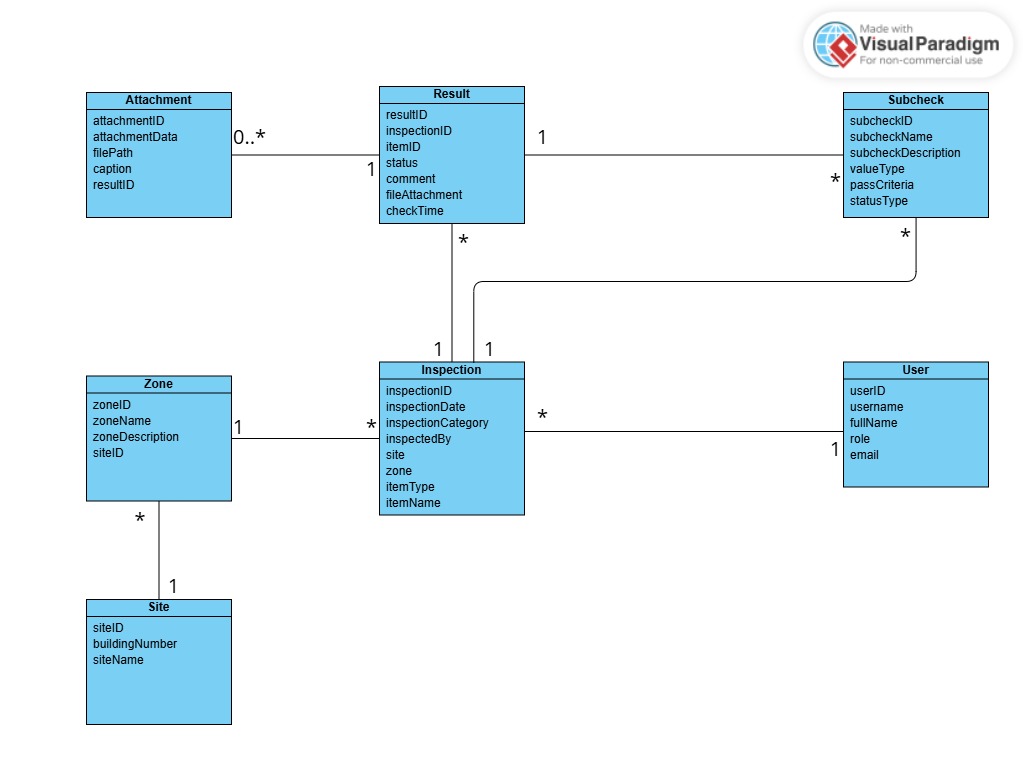 Made with
Visual Paradigm
For non-commercial use
Attachment
attachmentID
attachmentData
filePath
caption
resultID
0..*
1
Result
resultID
inspectionID
itemID
status
comment
fileAttachment
checkTime
1
*
Subcheck
subcheckID
subcheckName
subcheckDescription
valueType
passCriteria
statusType
*
*
1
1
Zone
zoneID
zoneName
zoneDescription
siteID
1
*
Inspection
inspectionID
inspectionDate
inspectionCategory
inspectedBy
site
zone
itemType
itemName
*
1
User
userID
username
fullName
role
email
*
1
Site
siteID
buildingNumber
siteName